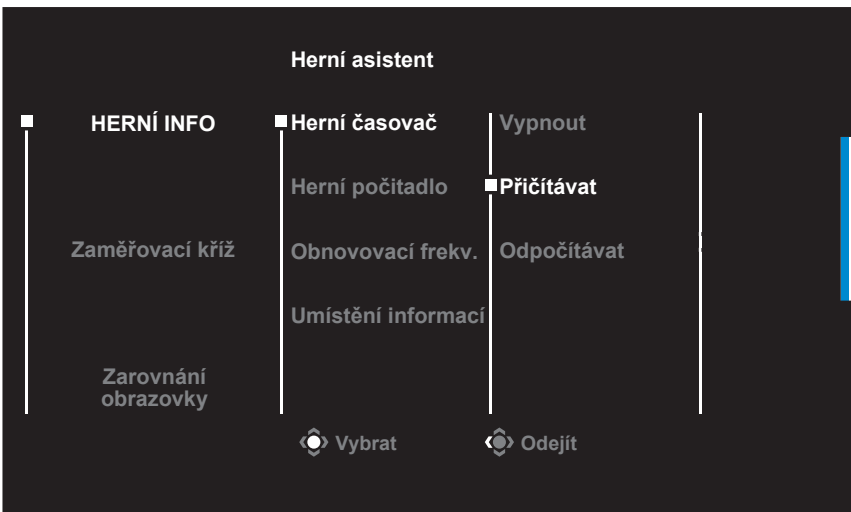 Herní asistent
HERNÍ INFO
Herní časovač
Vypnout
Herní počitadlo
Přičítávat
Zaměřovací kříž
Obnovovací frekv.
Odpočítávat
Umístění informací
Zarovnání
obrazovky
Vybrat
Odejít